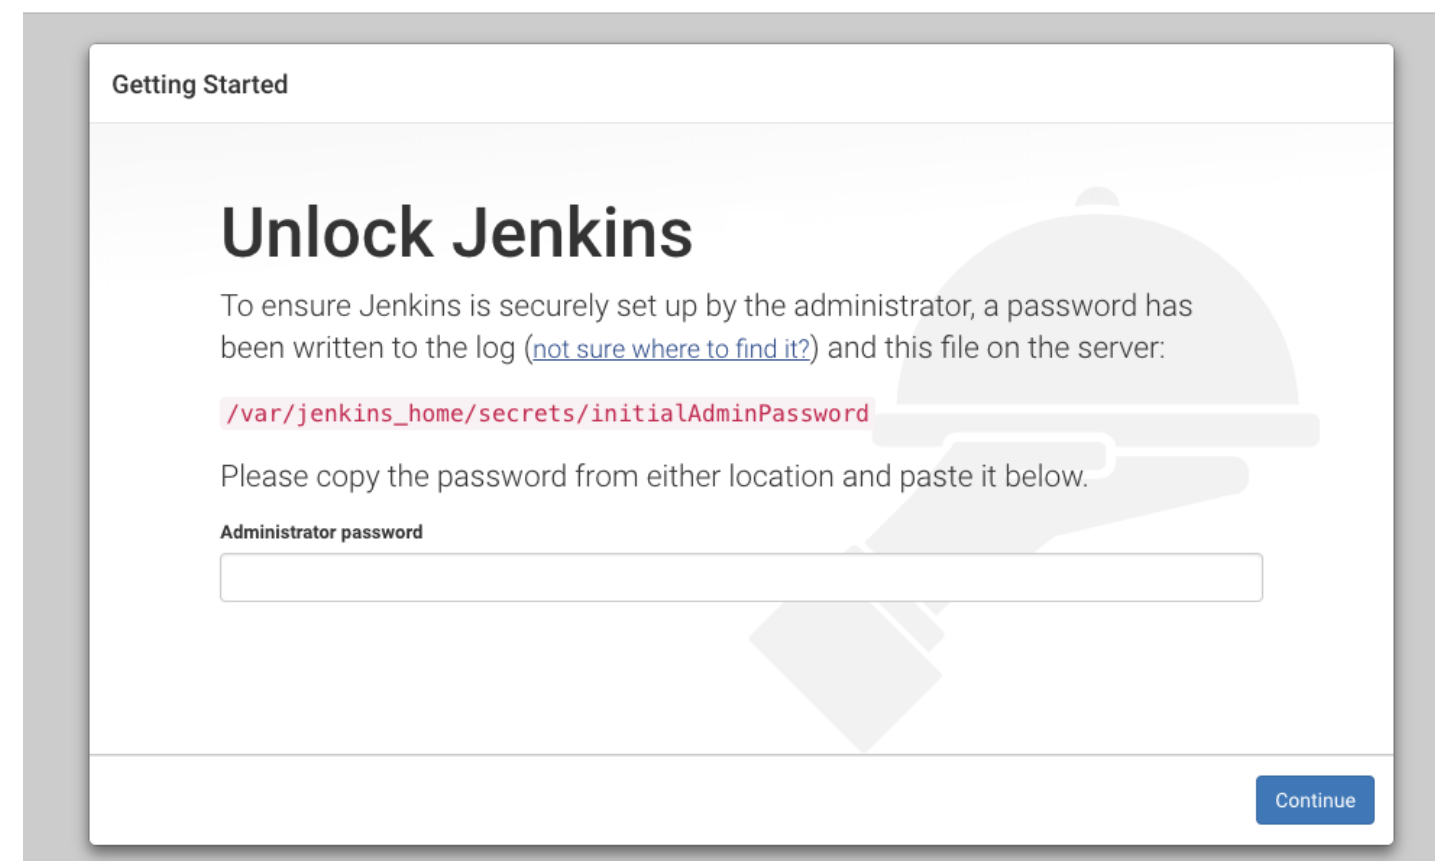 Getting Started
Unlock Jenkins
To ensure Jenkins is securely set up by the administrator, a password has
been written to the log (not sure where to find it?) and this file on the server:
/var/jenkins_home/secrets/initialAdminPassword
Please copy the password from either location and paste it below.
Administrator password
Continue